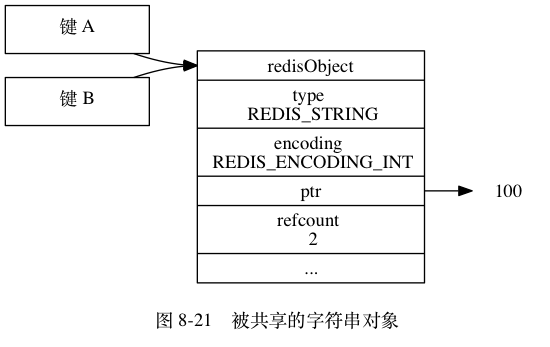 键 A
键 B
redisObject
type
REDIS_STRING
encoding
REDIS_ENCODING_INT
ptr
100
refcount
2
...
图 8-21 被共享的字符串对象